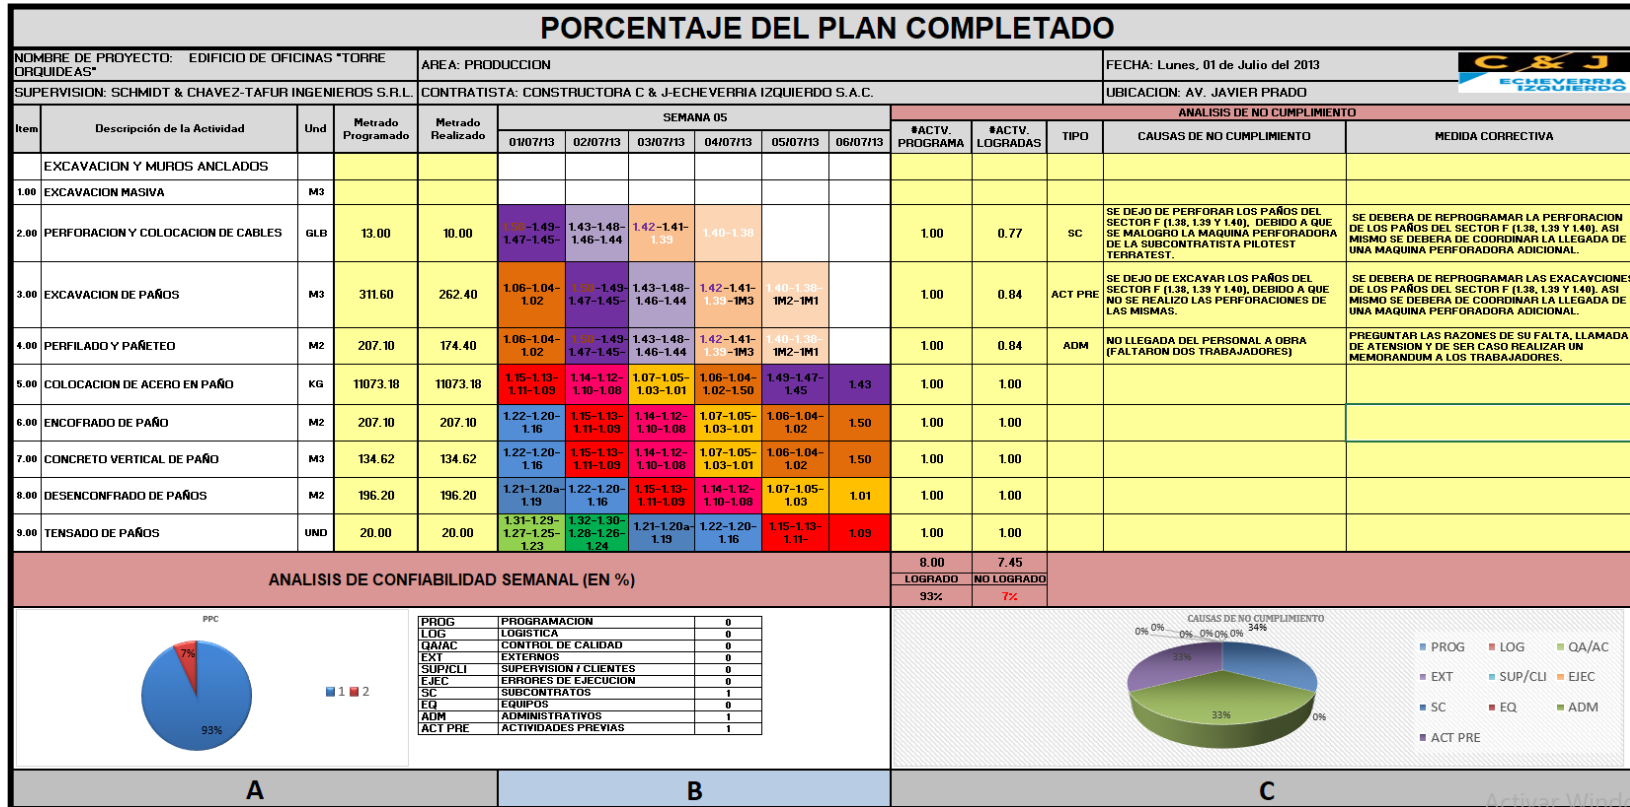 PORCENTAJE DEL PLAN COMPLETADO
NOMBRE DE PROYECTO: EDIFICIO DE OFICINAS "TORRE ORQUIDEAS"
AREA: PRODUCCION
FECHA: Lunes, 01 de Julio del 2013
C & J
ECHEVERRIA
IZQUIERDO
SUPERVISION: SCHMIDT & CHAVEZ-TAFUR INGENIEROS S.R.L.
CONTRATISTA: CONSTRUCTORA C & J-ECHEVERRIA IZQUIERDO S.A.C.
UBICACION: AV. JAVIER PRADO
Item Descripción de la Actividad Und Metrado Programado Metrado Realizado
SEMANA 05
01/07/13 02/07/13 03/07/13 04/07/13 05/07/13 06/07/13
ANALISIS DE NO CUMPLIMIENTO
#ACTV. PROGRAMA #ACTV. LOGRADAS TIPO CAUSAS DE NO CUMPLIMIENTO MEDIDA CORRECTIVA
EXCAVACION Y MUROS ANCLADOS
1.00 EXCAVACION MASIVA M3
2.00 PERFORACION Y COLOCACION DE CABLES GLB 13.00 10.00
-1.49-
1.47-1.45-
1.43-1.48-
1.46-1.44
1.42-1.41-
1.39
1.40-1.38
1.00 0.77 SC
SE DEJO DE PERFORAR LOS PAÑOS DEL
SECTOR F (1.38, 1.39 Y 1.40), DEBIDO A QUE
SE MALOGRO LA MAQUINA PERFORADORA
DE LA SUBCONTRATISTA PILOTEST
TERRATEST.
SE DEBERA DE REPROGRAMAR LA PERFORACION
DE LOS PAÑOS DEL SECTOR F (1.38, 1.39 Y 1.40). ASI
MISMO SE DEBERA DE COORDINAR LA LLEGADA DE
UNA MAQUINA PERFORADORA ADICIONAL.
3.00 EXCAVACION DE PAÑOS M3 311.60 262.40
1.06-1.04-
1.02
-1.49-
1.47-1.45-
1.43-1.48-
1.46-1.44
1.42-1.41-
1.39-1M3
1.40-1.38-
1M2-1M1
1.00 0.84 ACT PRE
SE DEJO DE EXCAVAR LOS PAÑOS DEL
SECTOR F (1.38, 1.39 Y 1.40), DEBIDO A QUE
NO SE REALIZO LAS PERFORACIONES DE
LAS MISMAS.
SE DEBERA DE REPROGRAMAR LAS EXACAVCIONES
DE LOS PAÑOS DEL SECTOR F (1.38, 1.39 Y 1.40). ASI
MISMO SE DEBERA DE COORDINAR LA LLEGADA DE
UNA MAQUINA PERFORADORA ADICIONAL.
4.00 PERFILADO Y PAÑETEO M2 207.10 174.40
1.06-1.04-
1.02
-1.49-
1.47-1.45-
1.43-1.48-
1.46-1.44
1.42-1.41-
1.39-1M3
1.40-1.38-
1M2-1M1
1.00 0.84 ADM
NO LLEGADA DEL PERSONAL A OBRA
(FALTARON DOS TRABAJADORES)
PREGUNTAR LAS RAZONES DE SU FALTA, LLAMADA
DE ATENSION Y DE SER CASO REALIZAR UN
MEMORANDUM A LOS TRABAJADORES.
5.00 COLOCACION DE ACERO EN PAÑO KG 11073.18 11073.18
1.15-1.13-
1.11-1.09
1.14-1.12-
1.10-1.08
1.07-1.05-
1.03-1.01
1.06-1.04-
1.02-1.50
1.49-1.47-
1.45
1.43
1.00 1.00
6.00 ENCOFRADO DE PAÑO M2 207.10 207.10
1.22-1.20-
1.16
1.15-1.13-
1.11-1.09
1.14-1.12-
1.10-1.08
1.07-1.05-
1.03-1.01
1.06-1.04-
1.02
1.50
1.00 1.00
7.00 CONCRETO VERTICAL DE PAÑO M3 134.62 134.62
1.22-1.20-
1.16
1.15-1.13-
1.11-1.09
1.14-1.12-
1.10-1.08
1.07-1.05-
1.03-1.01
1.06-1.04-
1.02
1.50
1.00 1.00
8.00 DESENCONFRADO DE PAÑOS M2 196.20 196.20
1.21-1.20a-
1.19
1.22-1.20-
1.16
1.15-1.13-
1.11-1.09
1.14-1.12-
1.10-1.08
1.07-1.05-
1.03
1.01
1.00 1.00
9.00 TENSADO DE PAÑOS UND 20.00 20.00
1.31-1.29-
1.27-1.25-
1.23
1.32-1.30-
1.28-1.26-
1.24
1.21-1.20a-
1.19
1.22-1.20-
1.16
1.15-1.13-
1.11-
1.09
1.00 1.00
ANALISIS DE CONFIABILIDAD SEMANAL (EN %)
8.00 7.45
LOGRADO NO LOGRADO
93% 7%
PPC
7%
93%
1 2
PROG PROGRAMACION 0
LOG LOGISTICA 0
QA/AC CONTROL DE CALIDAD 0
EXT EXTERNOS 0
SUP/CLI SUPERVISION / CLIENTES 0
EJEC ERRORES DE EJECUCION 0
SC SUBCONTRATOS 1
EQ EQUIPOS 0
ADM ADMINISTRATIVOS 1
ACT PRE ACTIVIDADES PREVIAS 1
CAUSAS DE NO CUMPLIMIENTO
0% 0% 0% 0% 0% 0% 34%
33%
33%
0%
PROG LOG QA/AC
EXT SUP/CLI EJEC
SC EQ ADM
ACT PRE
A B C
Activar Windo